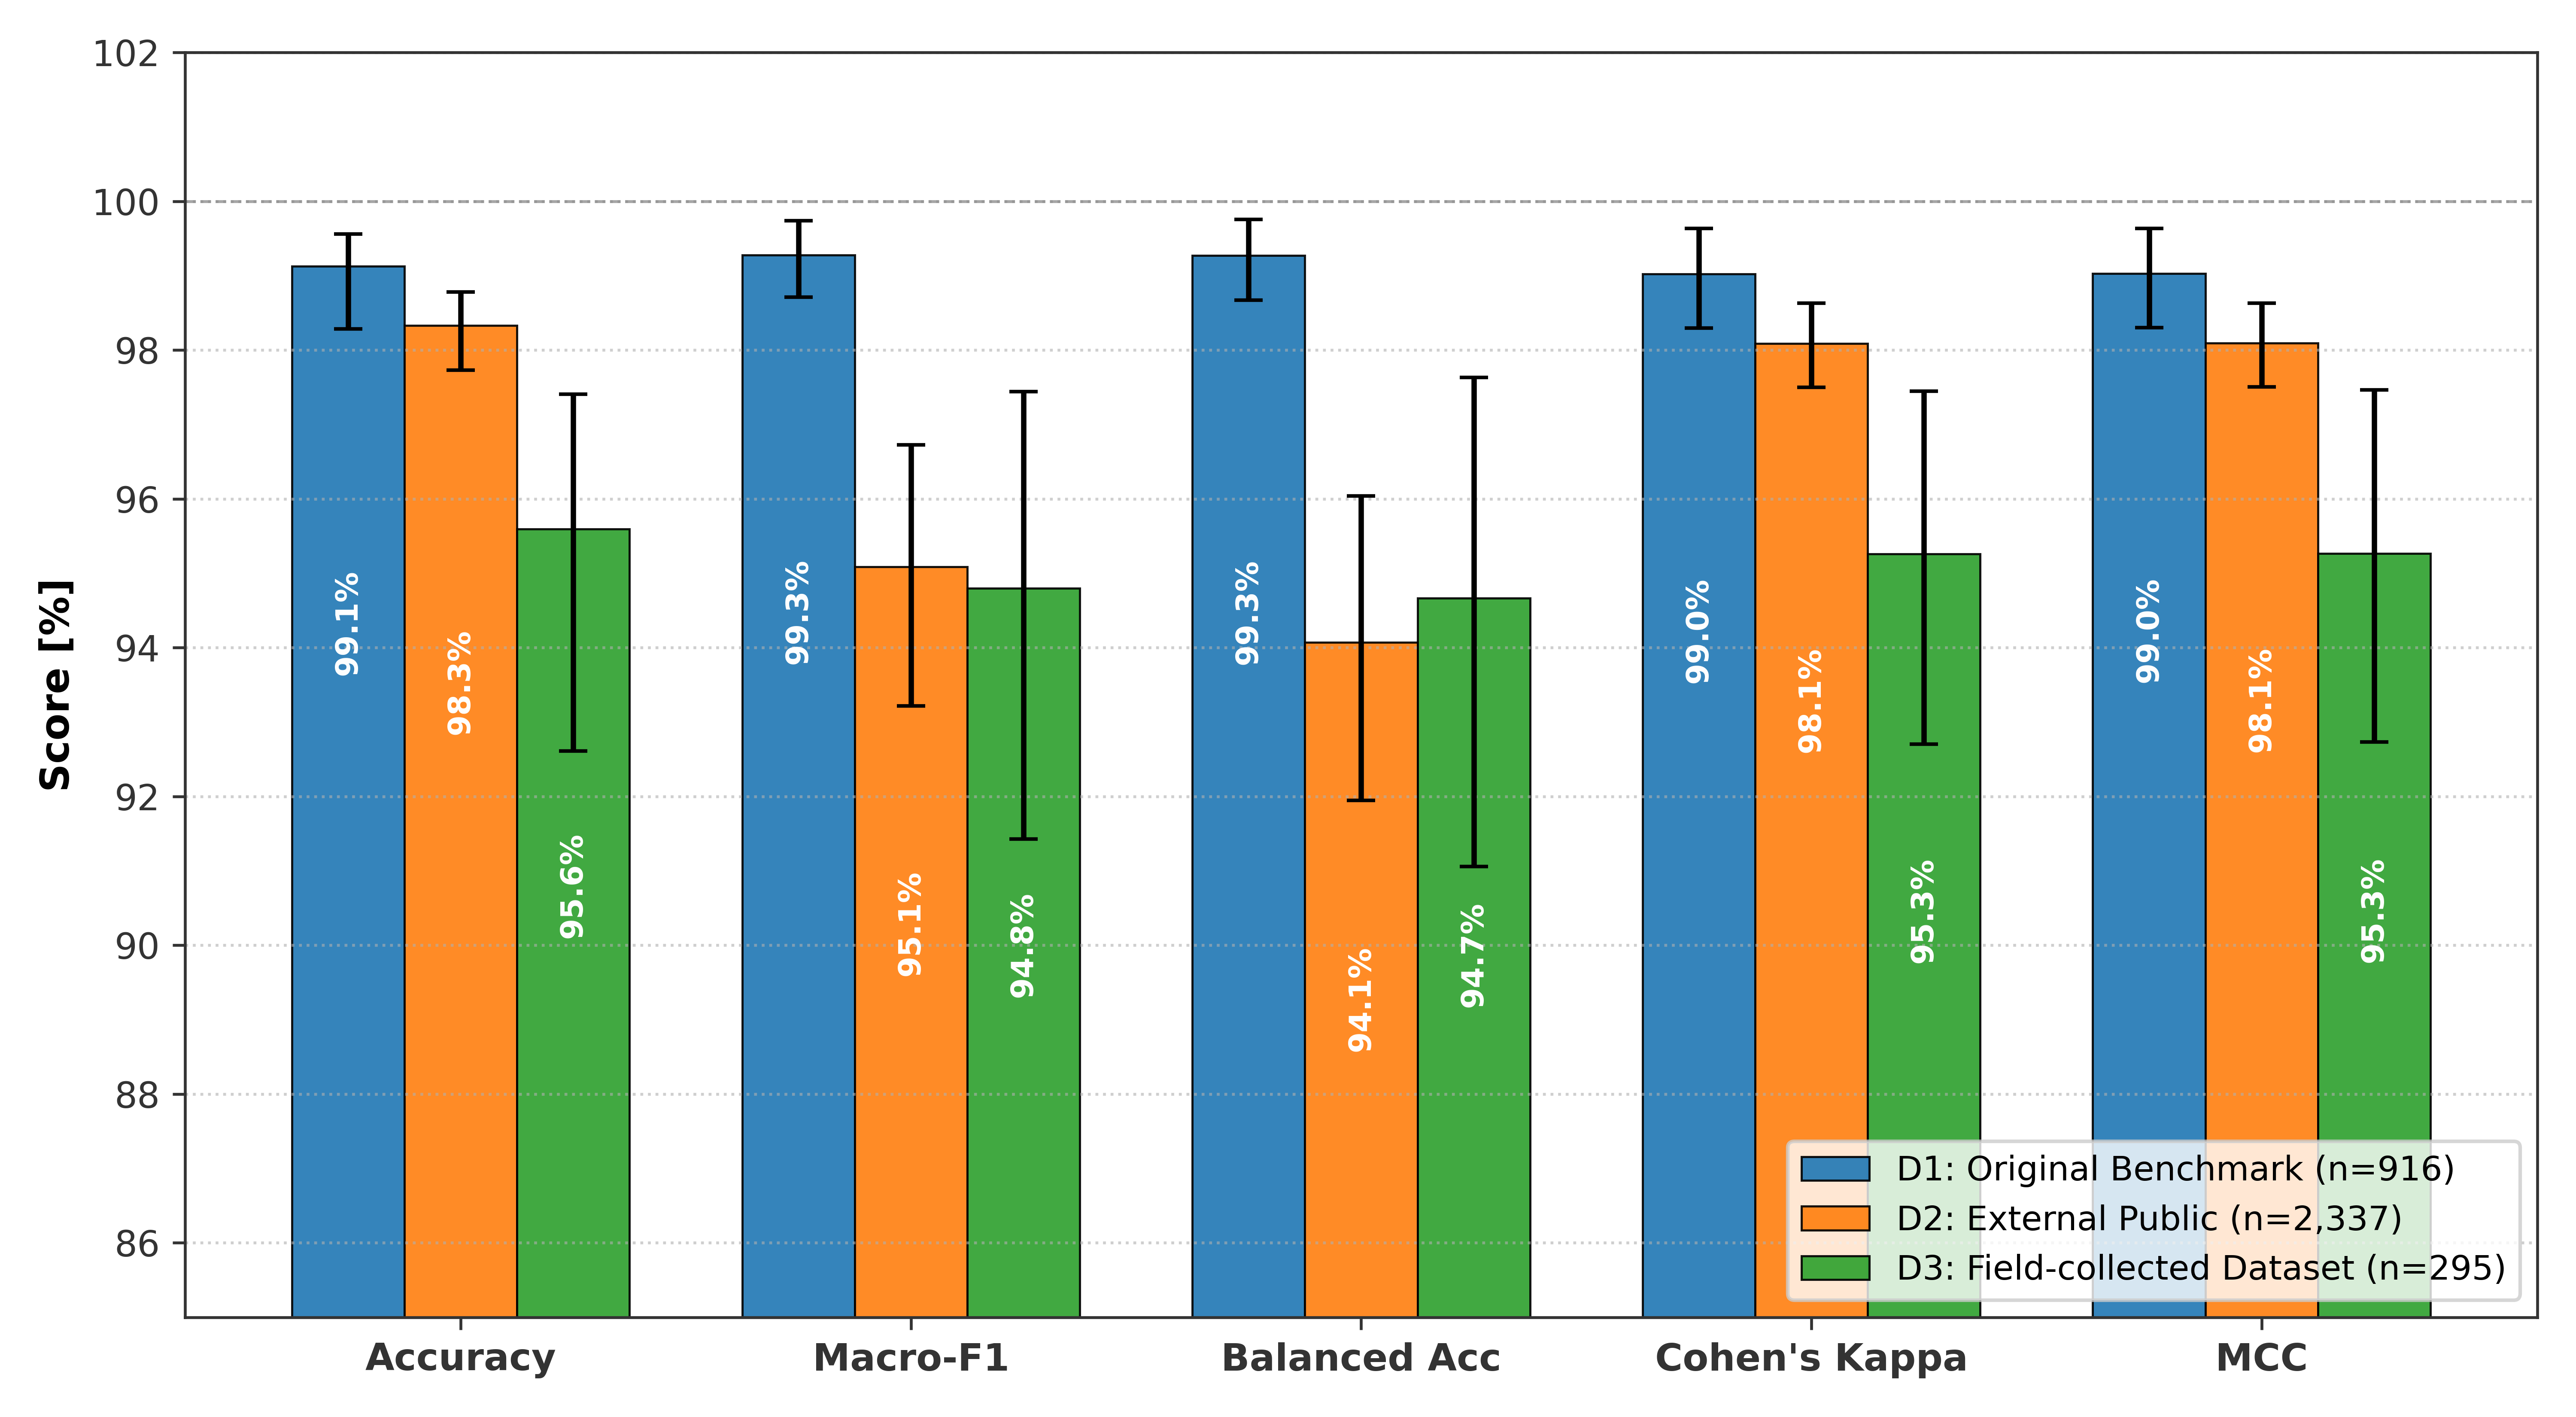 102
100
98
96
94
92
90
88
86
Score [%]
99.1%
98.3%
95.6%
99.3%
95.1%
94.8%
99.3%
94.1%
94.7%
99.0%
98.1%
95.3%
99.0%
98.1%
95.3%
D1: Original Benchmark (n=916)
D2: External Public (n=2,337)
D3: Field-collected Dataset (n=295)
Accuracy
Macro-F1
Balanced Acc
Cohen's Kappa
MCC